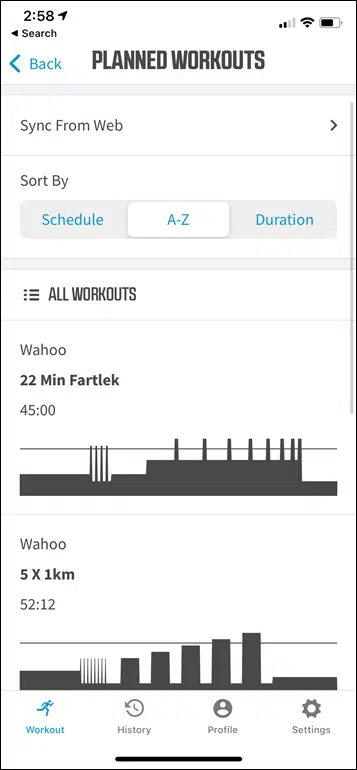 2:58
Search
Back
PLANNED WORKOUTS
Sync From Web
Sort By
Schedule
A-Z
Duration
ALL WORKOUTS
Wahoo
22 Min Fartlek
45:00
Wahoo
5 X 1km
52:12
Workout
History
Profile
Settings